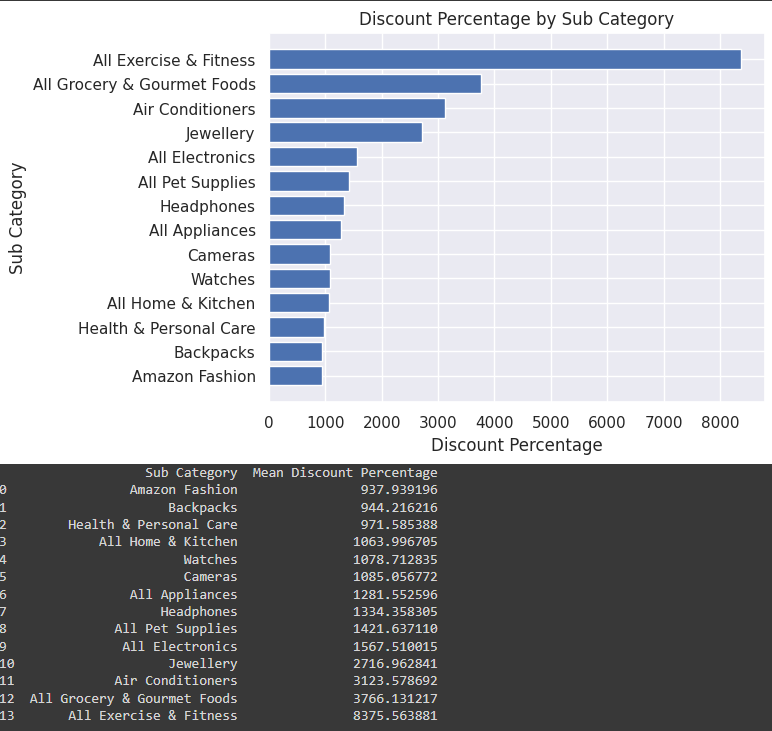 Discount Percentage by Sub Category
Sub Category
All Exercise & Fitness
All Grocery & Gourmet Foods
Air Conditioners
Jewellery
All Electronics
All Pet Supplies
Headphones
All Appliances
Cameras
Watches
All Home & Kitchen
Health & Personal Care
Backpacks
Amazon Fashion
0 1000 2000 3000 4000 5000 6000 7000 8000
Discount Percentage
Sub Category Mean Discount Percentage
0 Amazon Fashion 937.939196
1 Backpacks 944.216216
2 Health & Personal Care 971.585388
3 All Home & Kitchen 1063.996705
4 Watches 1078.712835
5 Cameras 1085.056772
6 All Appliances 1281.552596
7 Headphones 1334.358305
8 All Pet Supplies 1421.637110
9 All Electronics 1567.510015
10 Jewellery 2716.962841
11 Air Conditioners 3123.578692
12 All Grocery & Gourmet Foods 3766.131217
13 All Exercise & Fitness 8375.563881